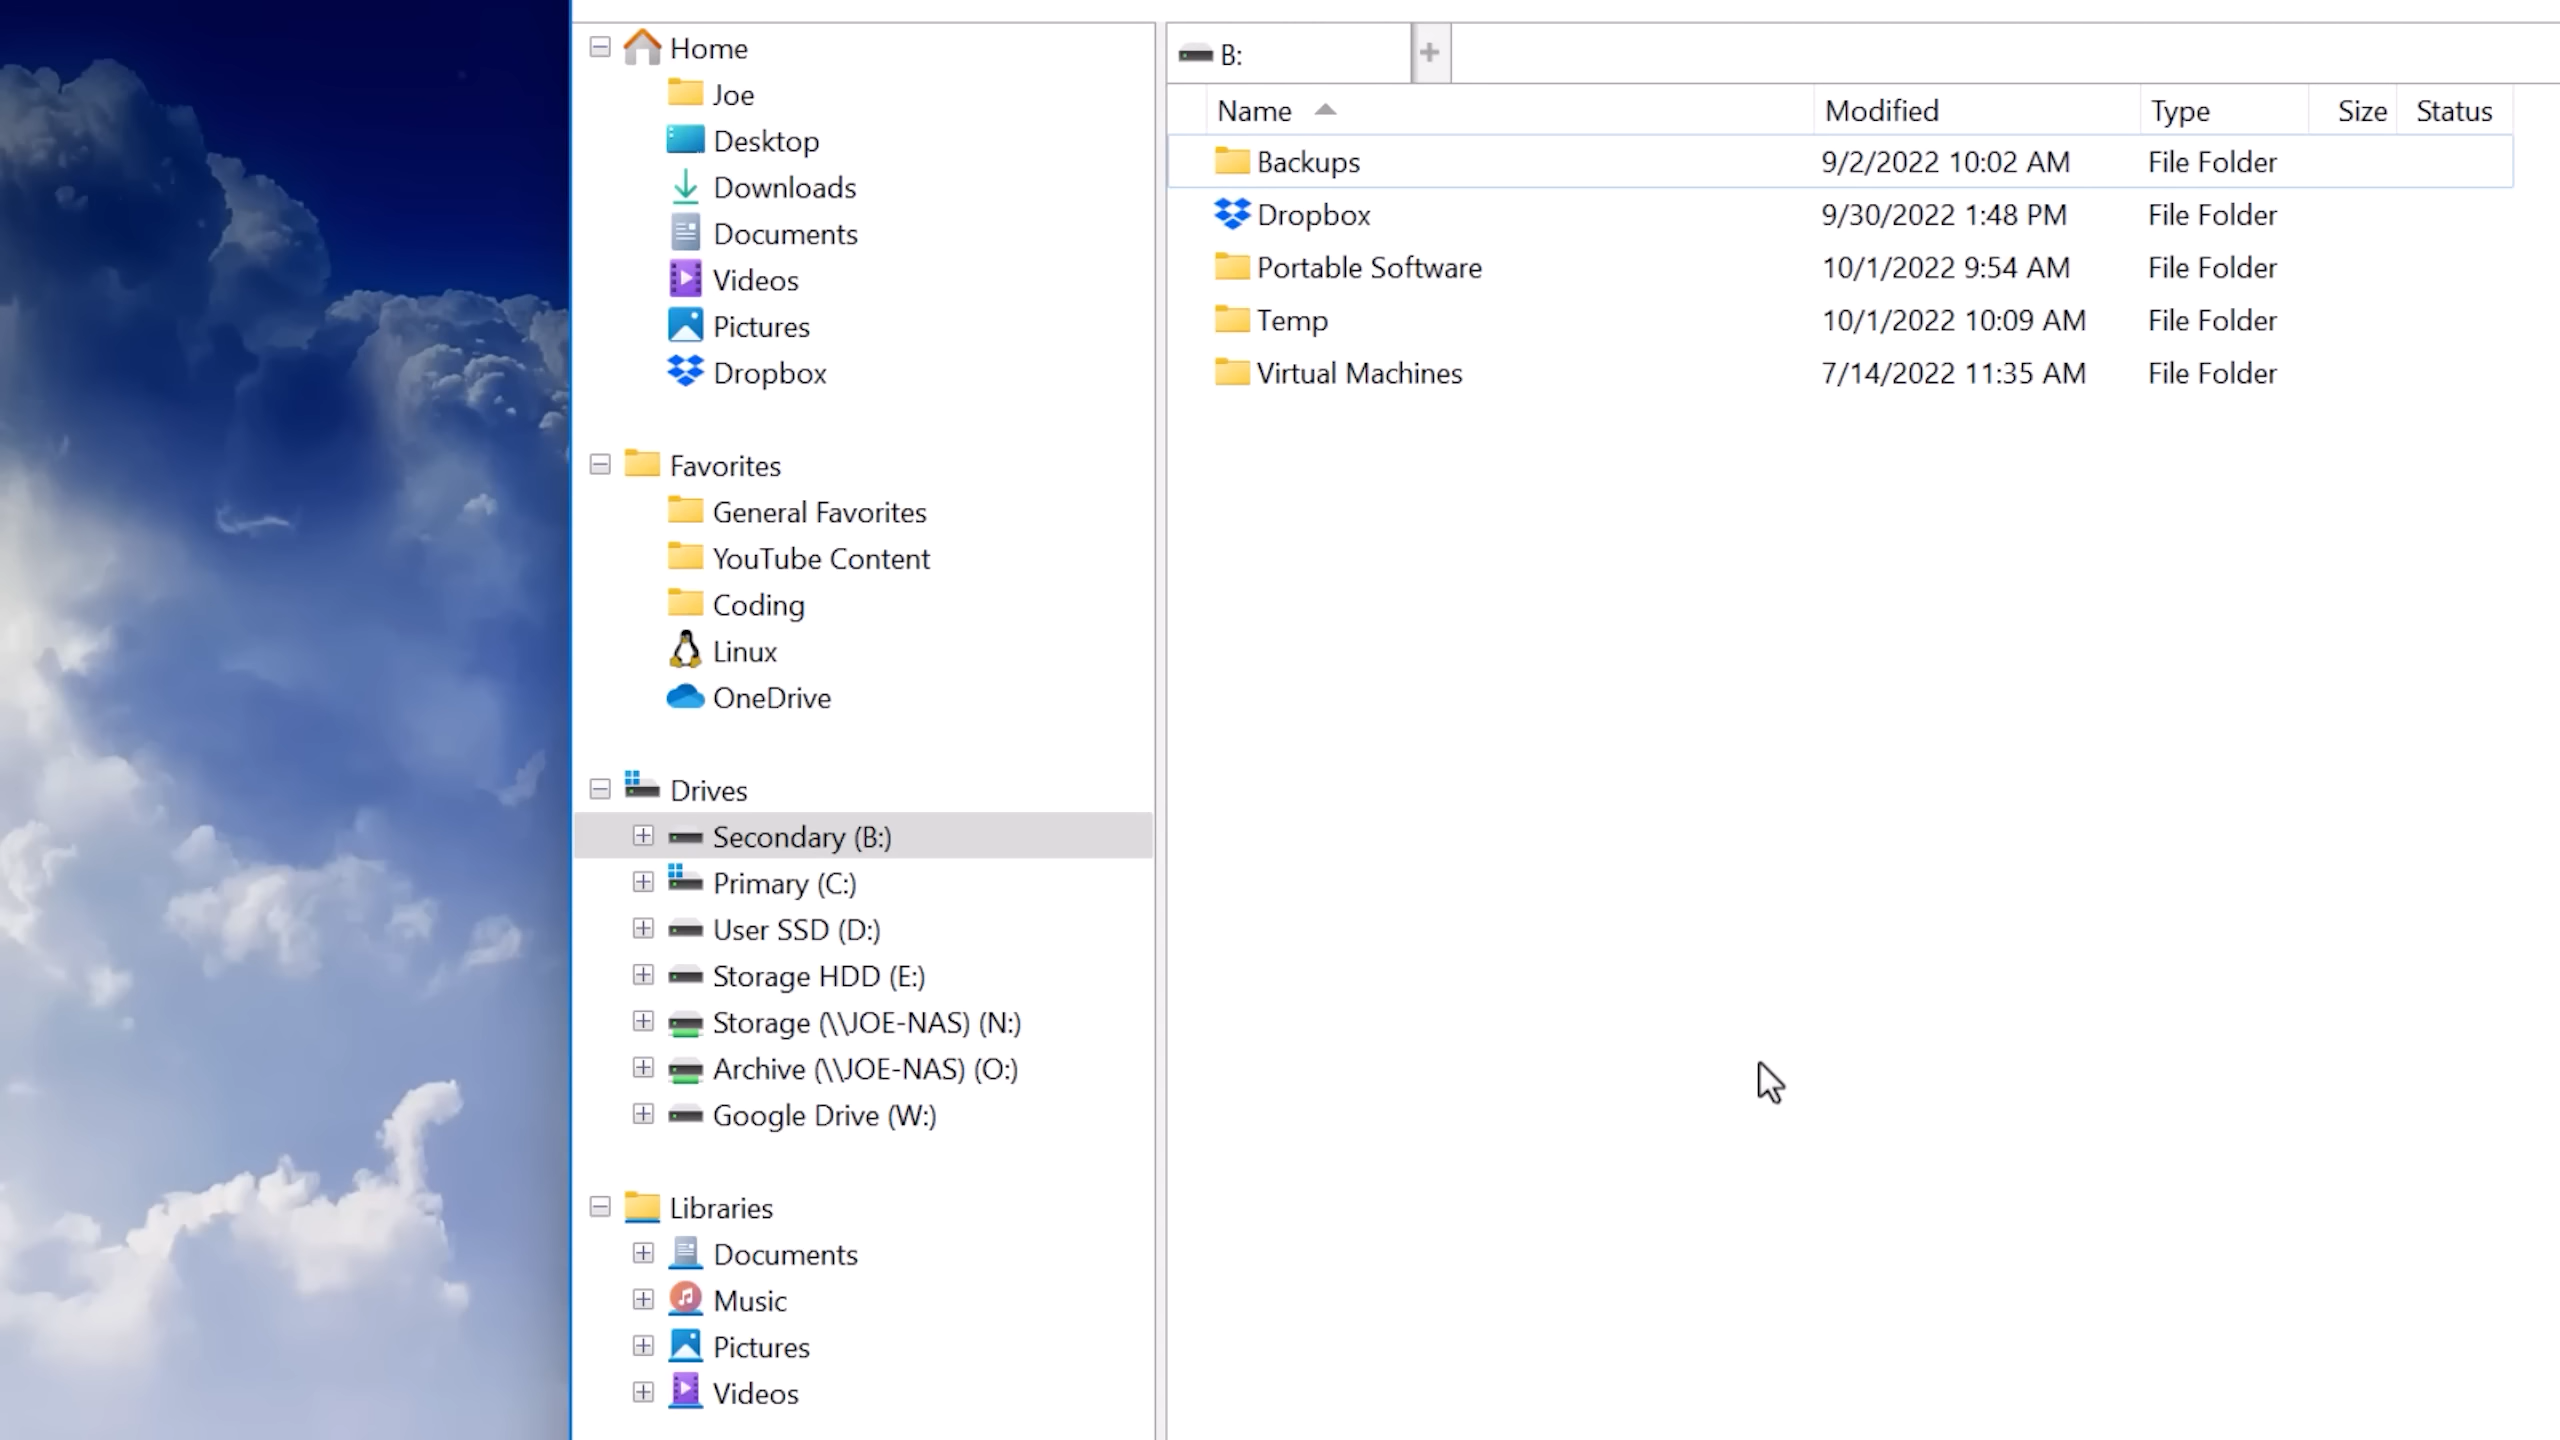 Home
Joe
Desktop
Downloads
Documents
Videos
Pictures
Dropbox
Favorites
General Favorites
YouTube Content
Coding
Linux
OneDrive
Drives
Secondary (B:)
Primary (C:)
User SSD (D:)
Storage HDD (E:)
Storage (\\JOE-NAS) (N:)
Archive (\\JOE-NAS) (O:)
Google Drive (W:)
Libraries
Documents
Music
Pictures
Videos
B:
Name Modified Type Size Status
Backups 9/2/2022 10:02 AM File Folder
Dropbox 9/30/2022 1:48 PM File Folder
Portable Software 10/1/2022 9:54 AM File Folder
Temp 10/1/2022 10:09 AM File Folder
Virtual Machines 7/14/2022 11:35 AM File Folder